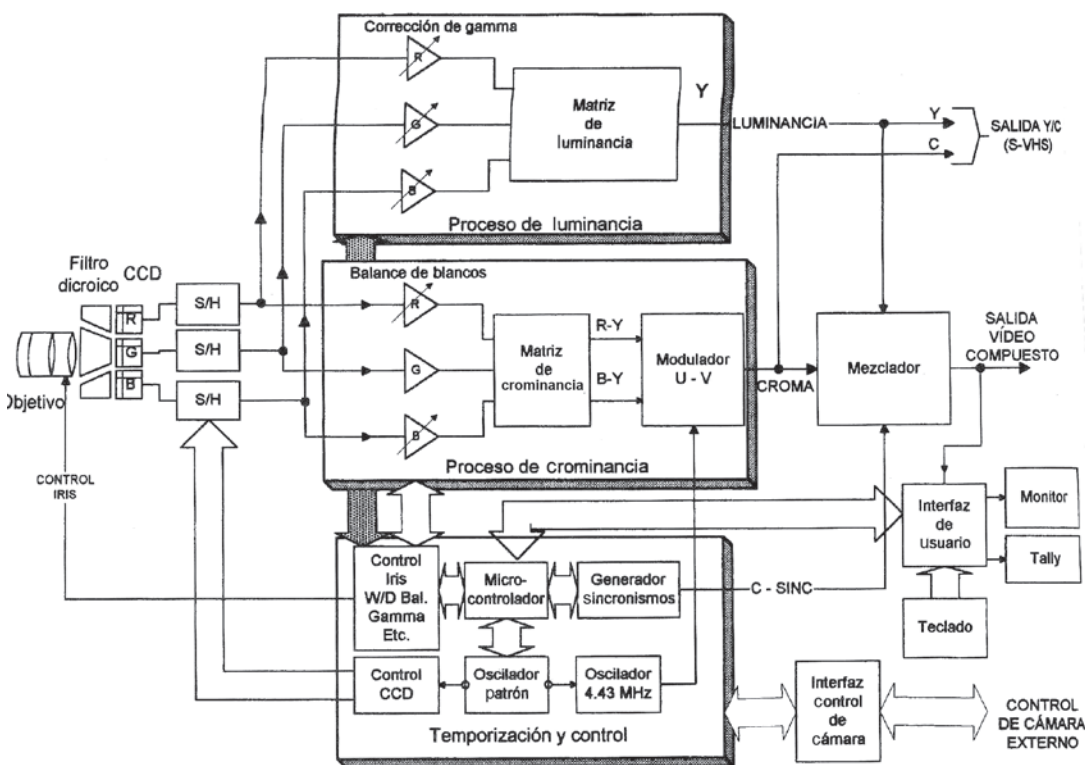 Corrección de gamma
R
G
B
Matriz
de
luminancia
Y
Proceso de luminancia
LUMINANCIA
Y
C
SALIDA Y/C
(S-VHS)
Filtro
dicroico
CCD
R
G
B
S/H
S/H
S/H
Objetivo
CONTROL
IRIS
Balance de blancos
R
G
B
Matriz
de
crominancia
R-Y
B-Y
Modulador
U - V
CROMA
Proceso de crominancia
Mezclador
SALIDA
VÍDEO
COMPUESTO
Interfaz
de
usuario
Monitor
Tally
Teclado
Control
Iris
W/D Bal.
Gamma
Etc.
Micro-
controlador
Generador
sincronismos
C - SINC
Control
CCD
Oscilador
patrón
Oscilador
4.43 MHz
Temporización y control
Interfaz
control
de
cámara
CONTROL
DE CÁMARA
EXTERNO